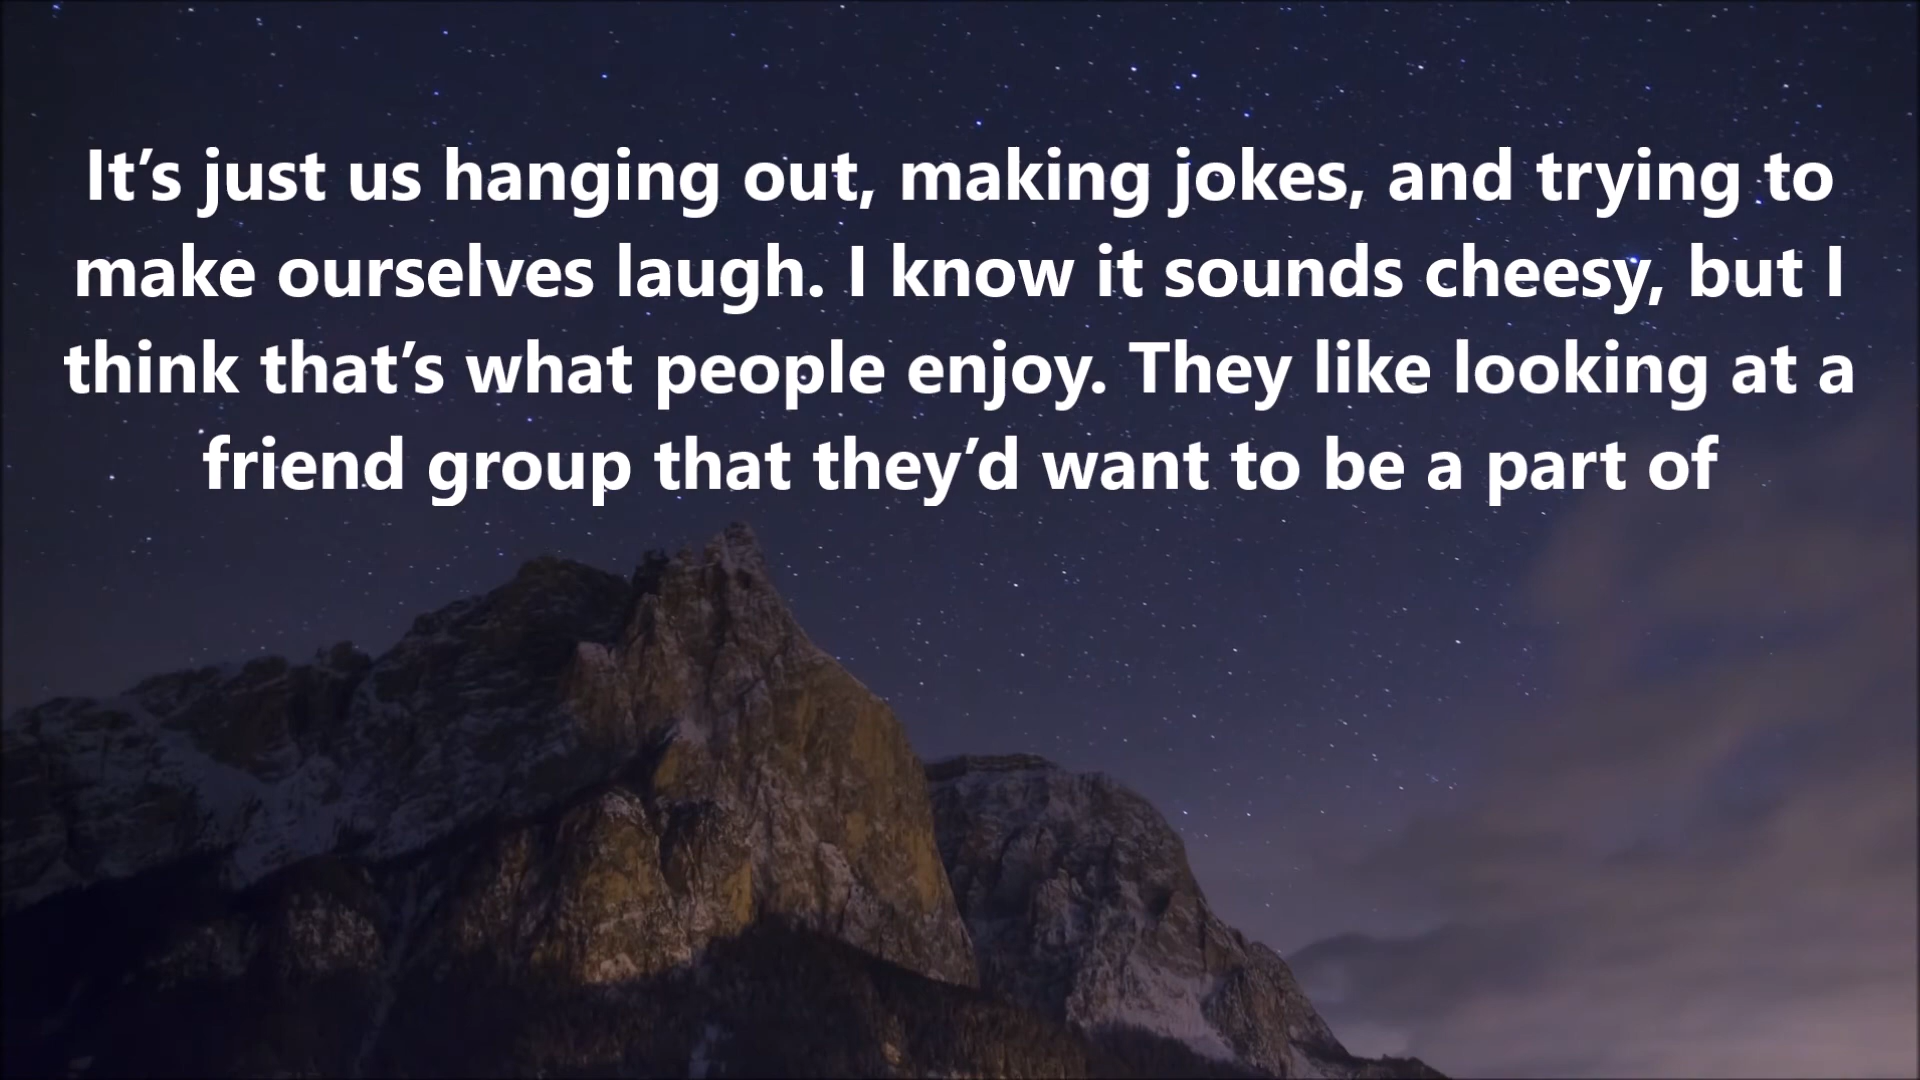 It’s just us hanging out, making jokes, and trying to
make ourselves laugh. I know it sounds cheesy, but I
think that’s what people enjoy. They like looking at a
friend group that they’d want to be a part of